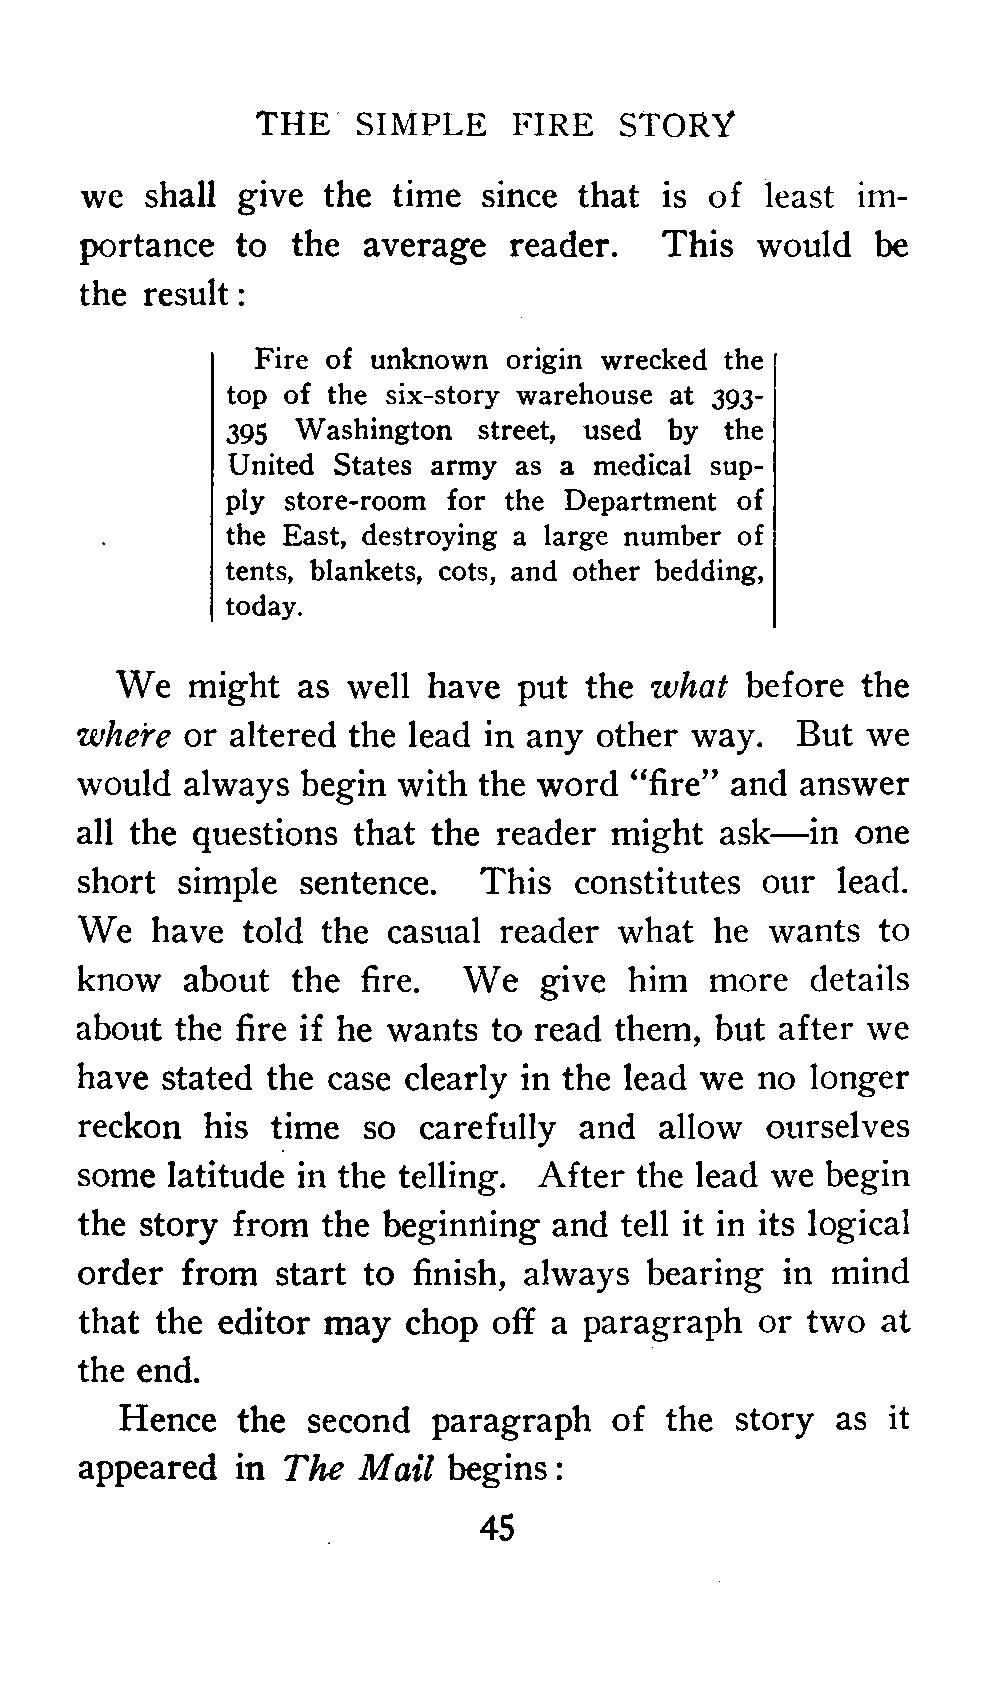 THE SIMPLE FIRE STORY
we shall give the time since that is of least im-
portance to the average reader. This would be
the result:
Fire of unknown origin wrecked the
top of the six-story warehouse at 393-
395 Washington street, used by the
United States army as a medical sup-
ply store-room for the Department of
the East, destroying a large number of
tents, blankets, cots, and other bedding,
today.
We might as well have put the what before the
where or altered the lead in any other way. But we
would always begin with the word “fire” and answer
all the questions that the reader might ask—in one
short simple sentence. This constitutes our lead.
We have told the casual reader what he wants to
know about the fire. We give him more details
about the fire if he wants to read them, but after we
have stated the case clearly in the lead we no longer
reckon his time so carefully and allow ourselves
some latitude in the telling. After the lead we begin
the story from the beginning and tell it in its logical
order from start to finish, always bearing in mind
that the editor may chop off a paragraph or two at
the end.
Hence the second paragraph of the story as it
appeared in The Mail begins:
45